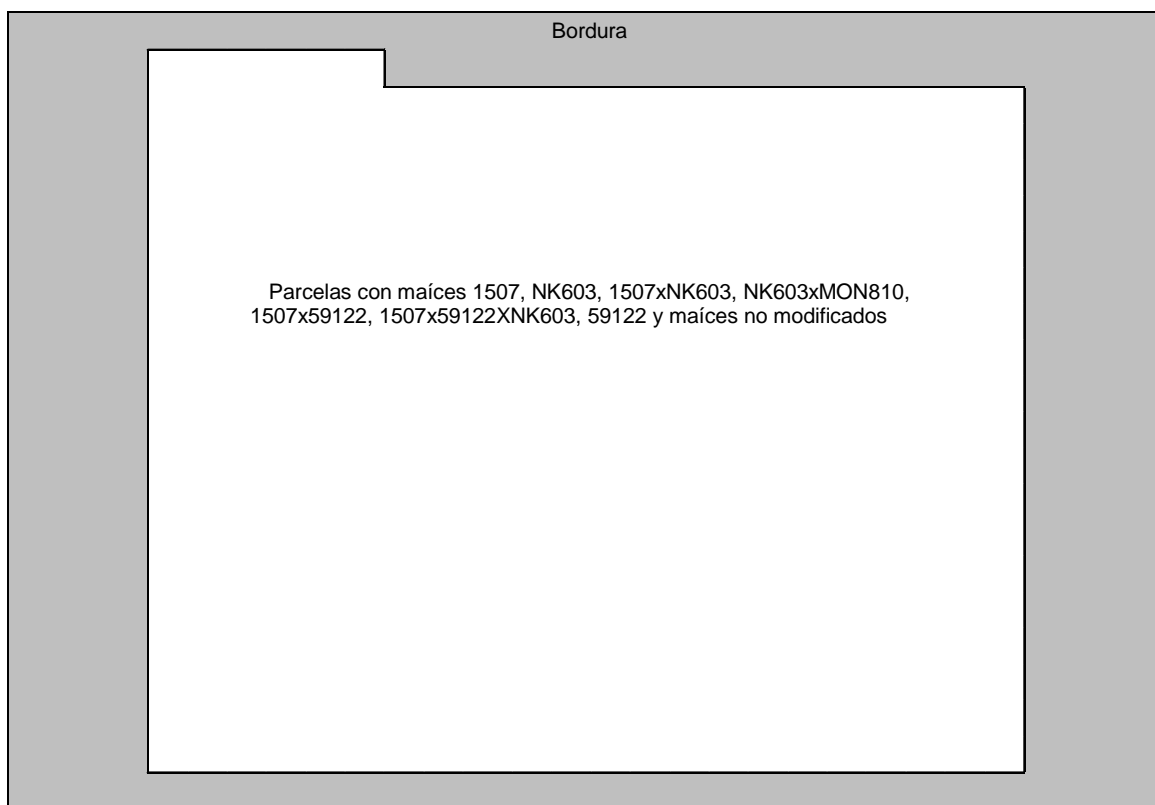 Bordura
Parcelas con maíces 1507, NK603, 1507xNK603, NK603xMON810,
1507x59122, 1507x59122XNK603, 59122 y maíces no modificados